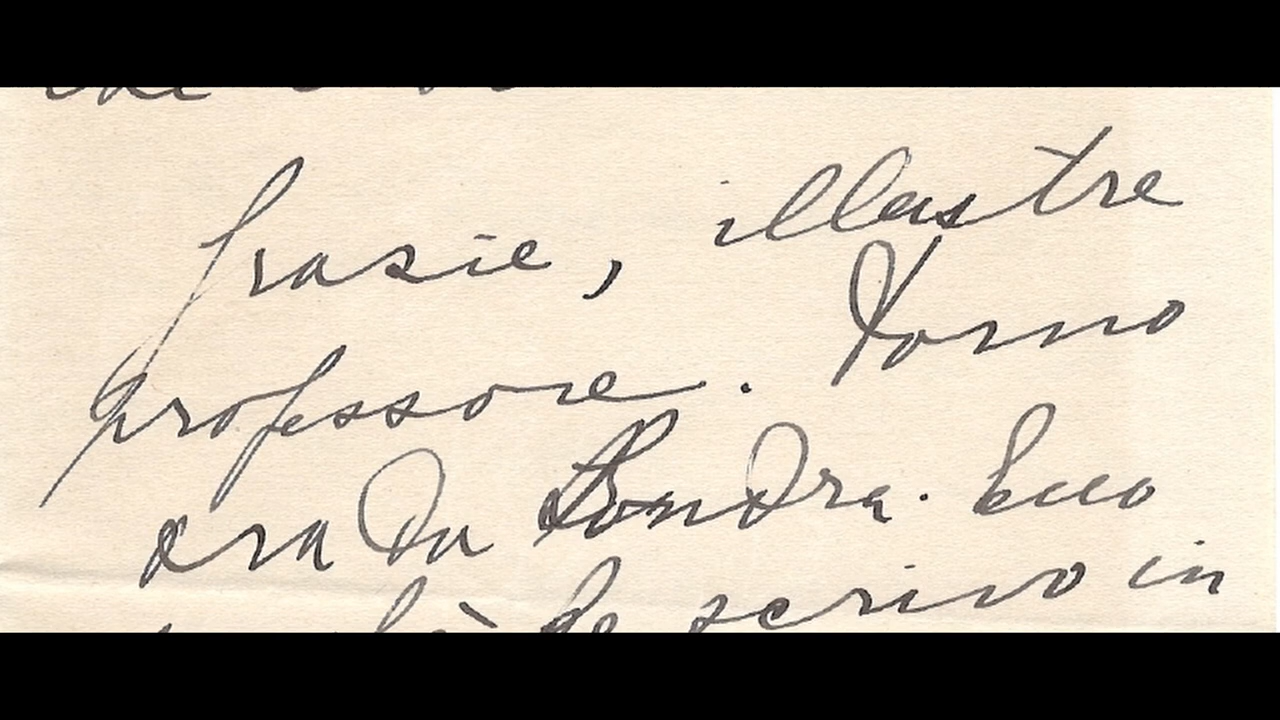 Grazie, illustre
professore. Torno
ora da Londra. Ecco
scrivo in